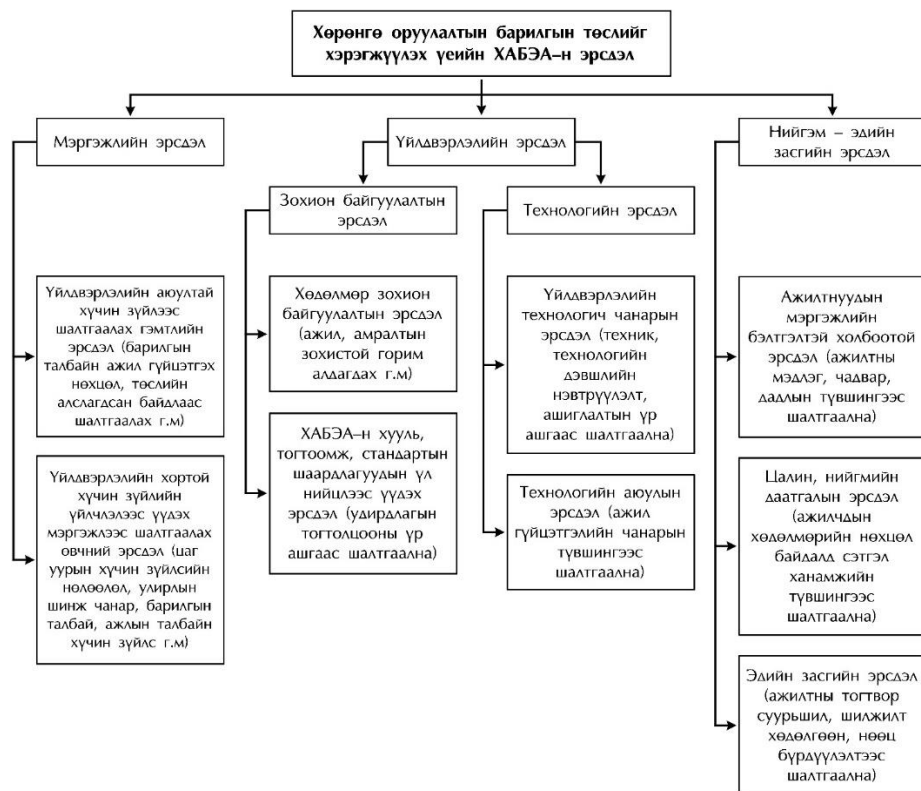 Хөрөнгө оруулалтын барилгын төслийг
хэрэгжүүлэх үеийн ХАБЭА–н эрсдэл
Мэргэжлийн эрсдэл
Үйлдвэрлэлийн эрсдэл
Нийгэм – эдийн
засгийн эрсдэл
Зохион байгуулалтын
эрсдэл
Технологийн эрсдэл
Үйлдвэрлэлийн аюултай
хүчин зүйлээс
шалтгаалах гэмтлийн
эрсдэл (барилгын
талбайн ажил гүйцэтгэх
нөхцөл, төслийн
алслагдсан байдлаас
шалтгаалах г.м)
Үйлдвэрлэлийн хортой
хүчин зүйлийн
үйлчлэлээс үүдэх
мэргэжлээс шалтгаалах
овчний эрсдэл (цаг
уурын хүчин зүйлсийн
нөлөөлөл, улирлын
шинж чанар, барилгын
талбай, ажлын талбайн
хүчин зүйлс г.м)
Хөдөлмөр зохион
байгуулалтын эрсдэл
(ажил, амралтын
зохистой горим
алдагдах г.м)
ХАБЭА–н хууль,
тогтоомж, стандартын
шаардлагуудын үл
нийцлээс үүдэх
эрсдэл (удирдлагын
тогтолцооны үр
ашгаас шалтгаална)
Үйлдвэрлэлийн
технологич чанарын
эрсдэл (техник,
технологийн
дэвшлийн
нэвтрүүлэлт,
ашиглалтын үр
ашгаас шалтгаална)
Технологийн аюулын
эрсдэл (ажил
гүйцэтгэлийн чанарын
түвшингээс
шалтгаална)
Ажилтнуудын
мэргэжлийн
бэлтгэлтэй холбоотой
эрсдэл (ажилтны
мэдлэг, чадвар,
дадлын түвшингээс
шалтгаална)
Цалин, нийгмийн
даатгалын эрсдэл
(ажилчдын
хөдөлмөрийн нөхцөл
байдалд сэтгэл
ханамжийн
түвшингээс
шалтгаална)
Эдийн засгийн эрсдэл
(ажилтны тогтвор
суурьшил, шилжилт
хөдөлгөөн, нөөц
бүрдүүлэлтээс
шалтгаална)